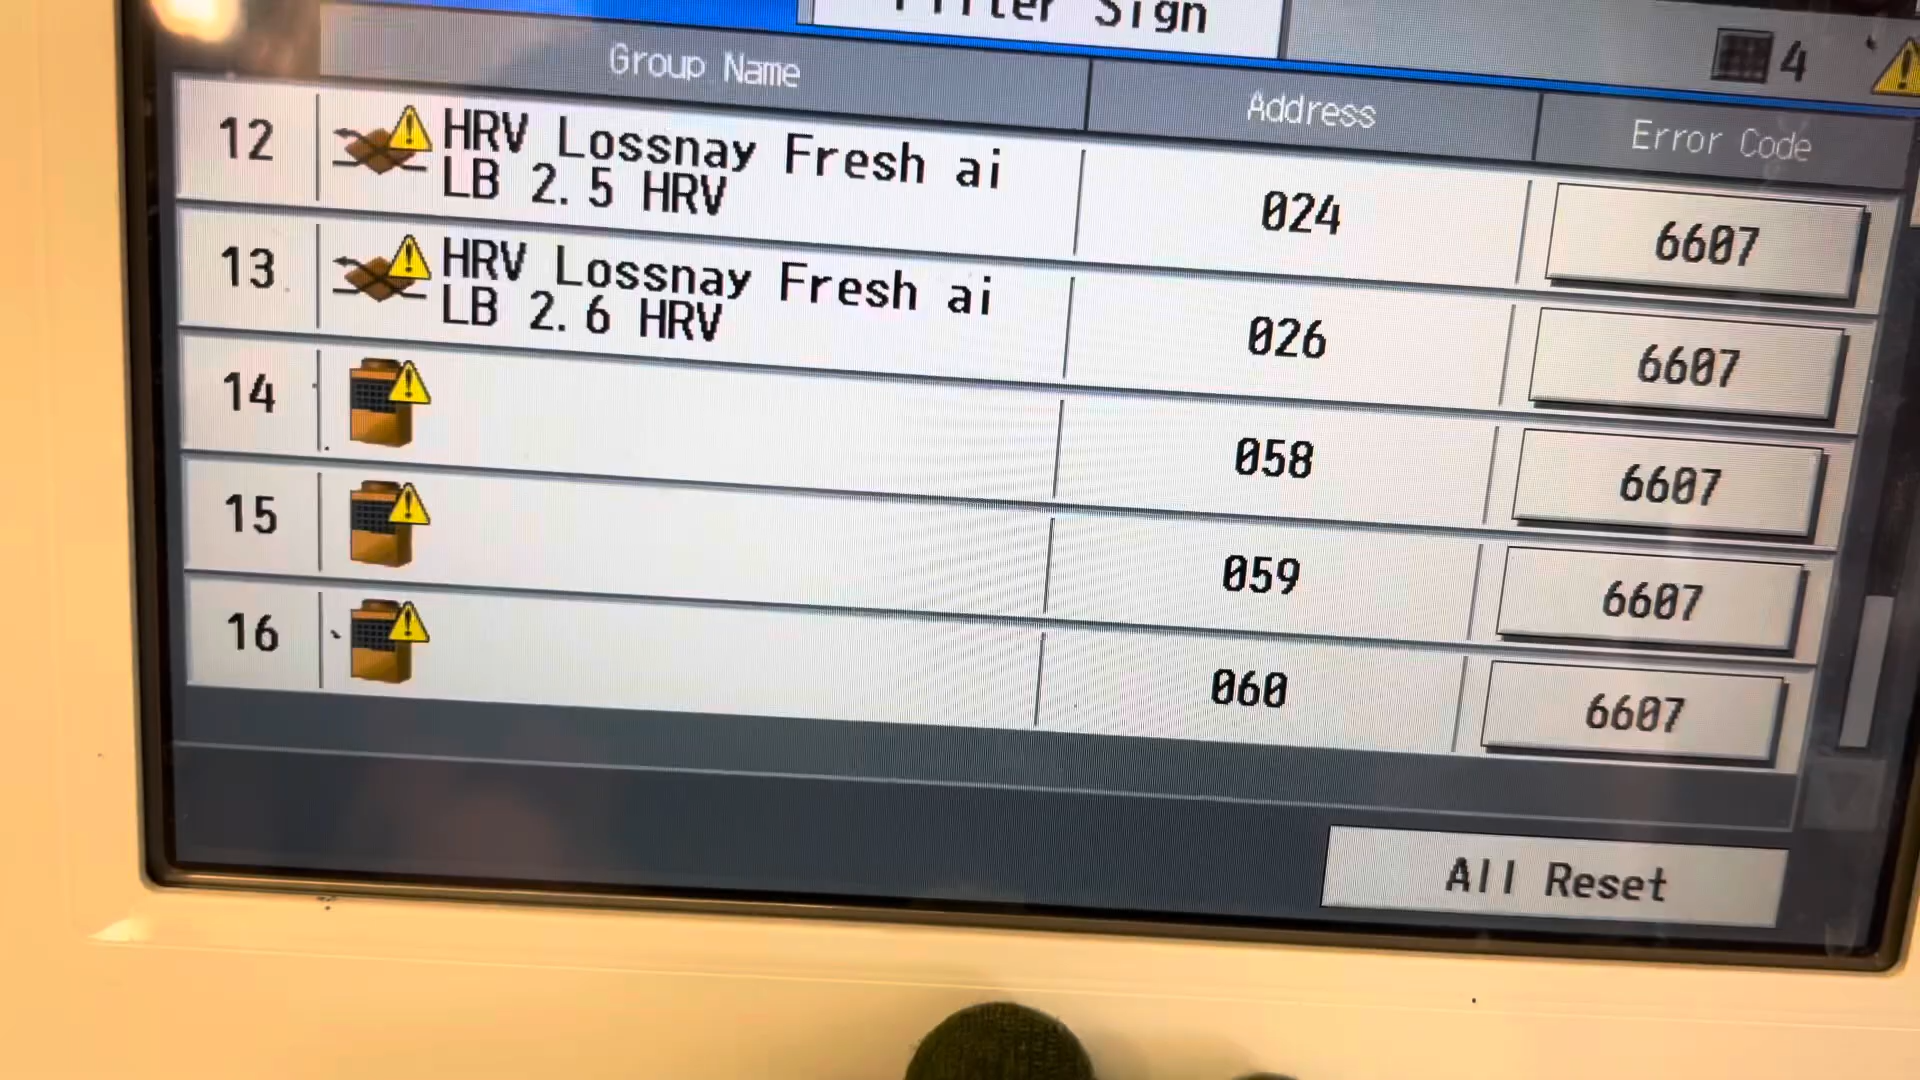 Filter Sign
4
Group Name
Address
Error Code
12
HRV Lossnay Fresh ai
LB 2.5 HRV
024
6607
13
HRV Lossnay Fresh ai
LB 2.6 HRV
026
6607
14
058
6607
15
059
6607
16
060
6607
All Reset